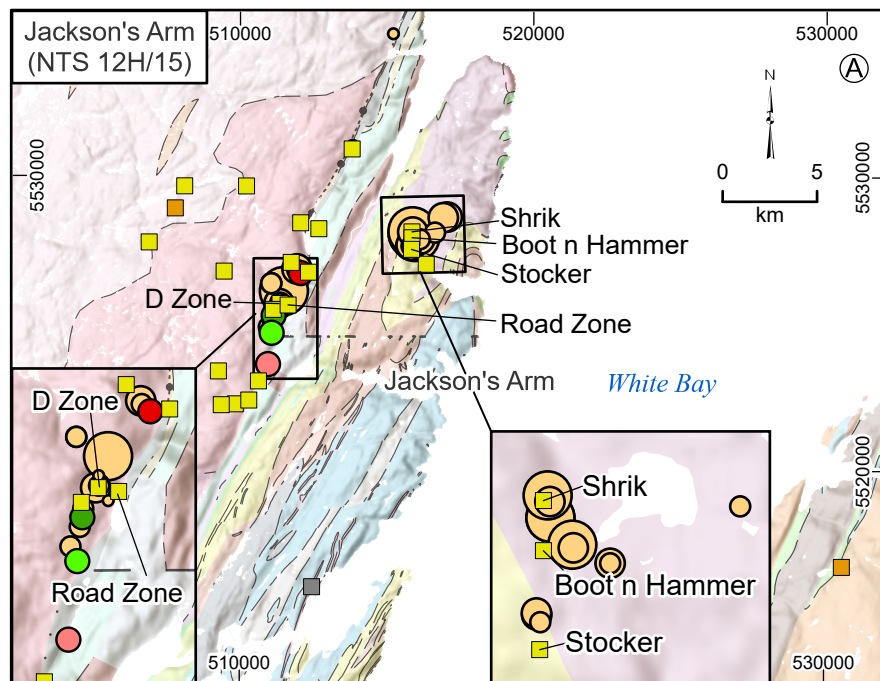 Jackson's Arm
(NTS 12H/15)
510000
520000
530000
A
N
5530000
5530000
0
5
km
Shrik
Boot n Hammer
Stocker
D Zone
Road Zone
Jackson's Arm
White Bay
D Zone
Road Zone
Shrik
Boot n Hammer
Stocker
5520000
510000
530000